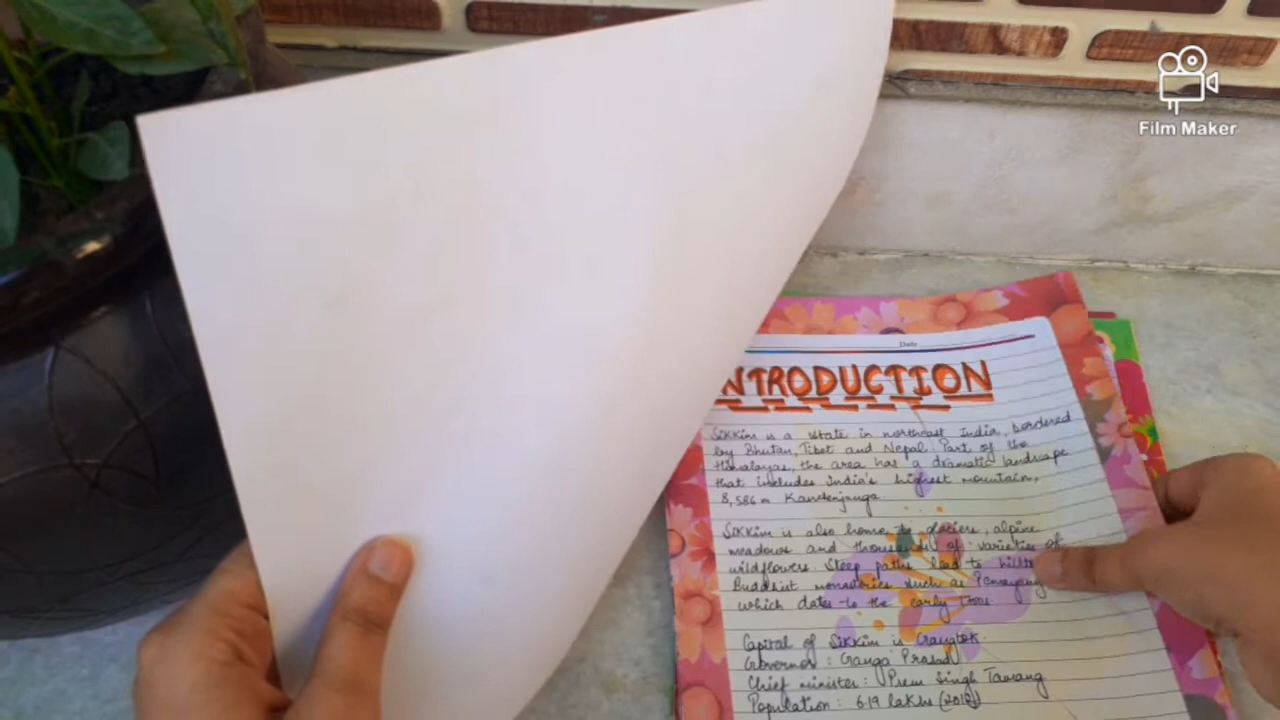 Film Maker
Date
INTRODUCTION
Sikkim is a state in northeast India, bordered
by Bhutan, Tibet and Nepal. Part of the
Himalayas, the area has a dramatic landscape
that includes India's highest mountain,
8,586m Kanchenjunga.
Sikkim is also home to glaciers, alpine
meadows and thousands of varieties of
wildflowers. Steep paths lead to
Buddhist monasteries such as
which dates to the early 1700s.
Capital of Sikkim is Gangtok.
Governor : Ganga Prasad
Chief minister : Prem Singh Tamang
Population : 6.19 lakhs